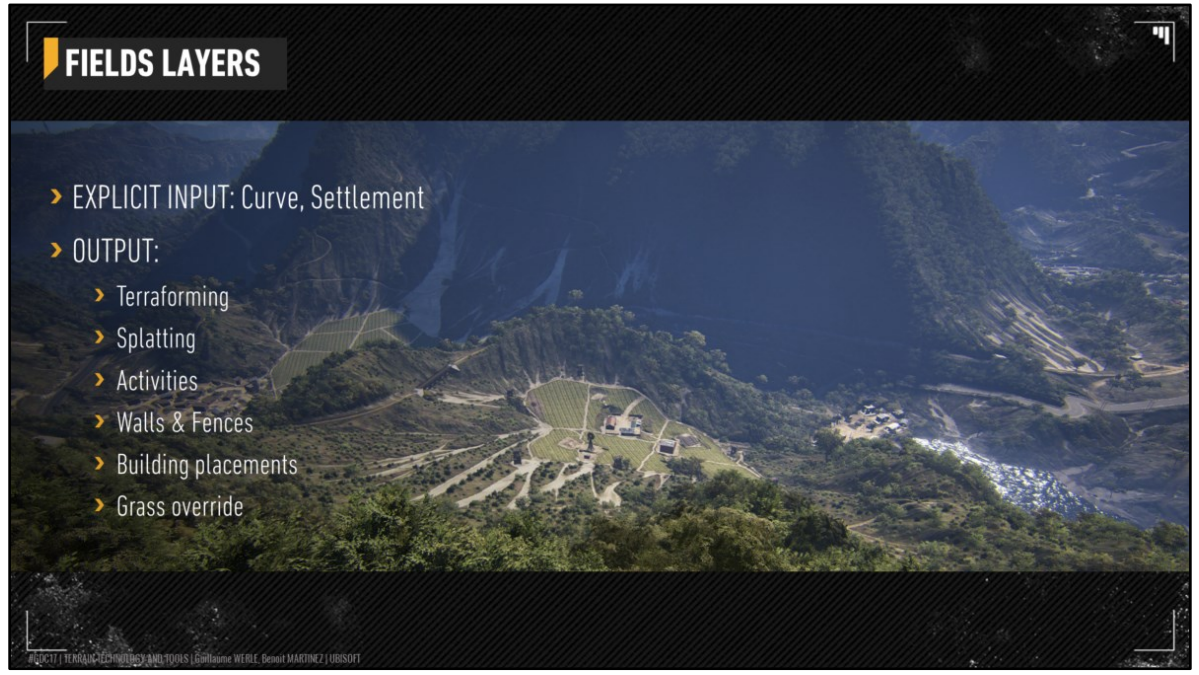 FIELDS LAYERS
› EXPLICIT INPUT: Curve, Settlement
› OUTPUT:
› Terraforming
› Splatting
› Activities
› Walls & Fences
› Building placements
› Grass override
#GDC17 | TERRAIN TECHNOLOGY AND TOOLS | Guillaume WERLE, Benoit MARTINEZ | UBISOFT